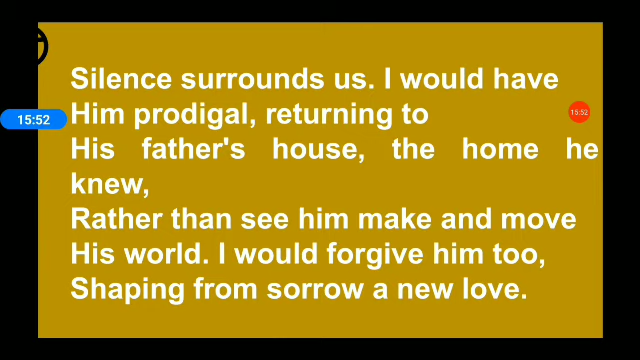 Silence surrounds us. I would have
15:52
Him prodigal, returning to
15:52
His father's house, the home he
knew,
Rather than see him make and move
His world. I would forgive him too,
Shaping from sorrow a new love.